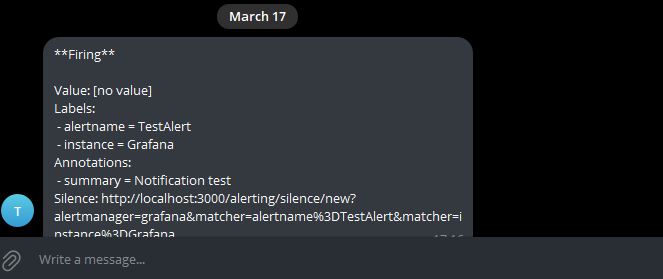 March 17
**Firing**
Value: [no value]
Labels:
- alertname = TestAlert
- instance = Grafana
Annotations:
- summary = Notification test
Silence: http://localhost:3000/alerting/silence/new?
alertmanager=grafana&matcher=alertname%3DTestAlert&matcher=i
nstance%3DGrafana
T
Write a message...